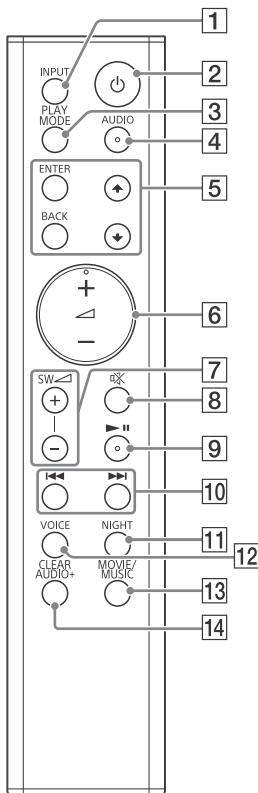 1
INPUT
2
PLAY
MODE
3
AUDIO
4
ENTER
5
BACK
+
6
−
SW
7
+
8
−
9
10
VOICE
NIGHT
11
12
CLEAR
AUDIO+
MOVIE/
MUSIC
13
14